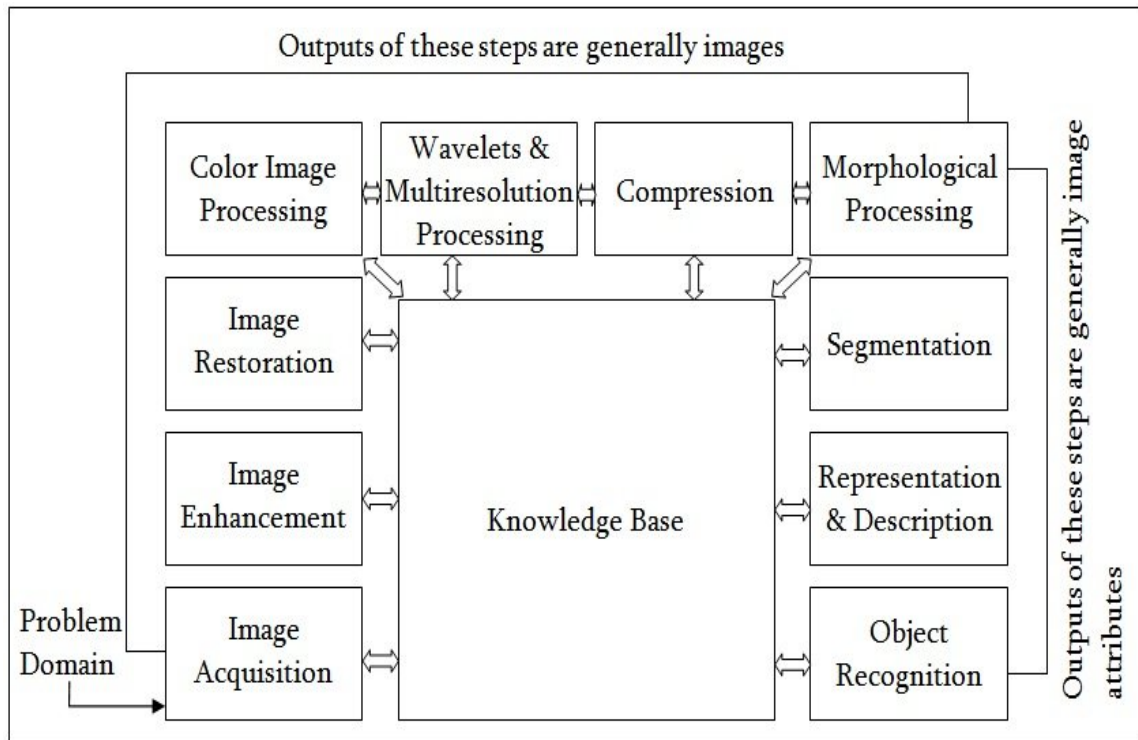 Outputs of these steps are generally images
Color Image
Processing
Wavelets &
Multiresolution
Processing
Compression
Morphological
Processing
Image
Restoration
Segmentation
Image
Enhancement
Knowledge Base
Representation
& Description
Problem
Domain
Image
Acquisition
Object
Recognition
Outputs of these steps are generally image
attributes